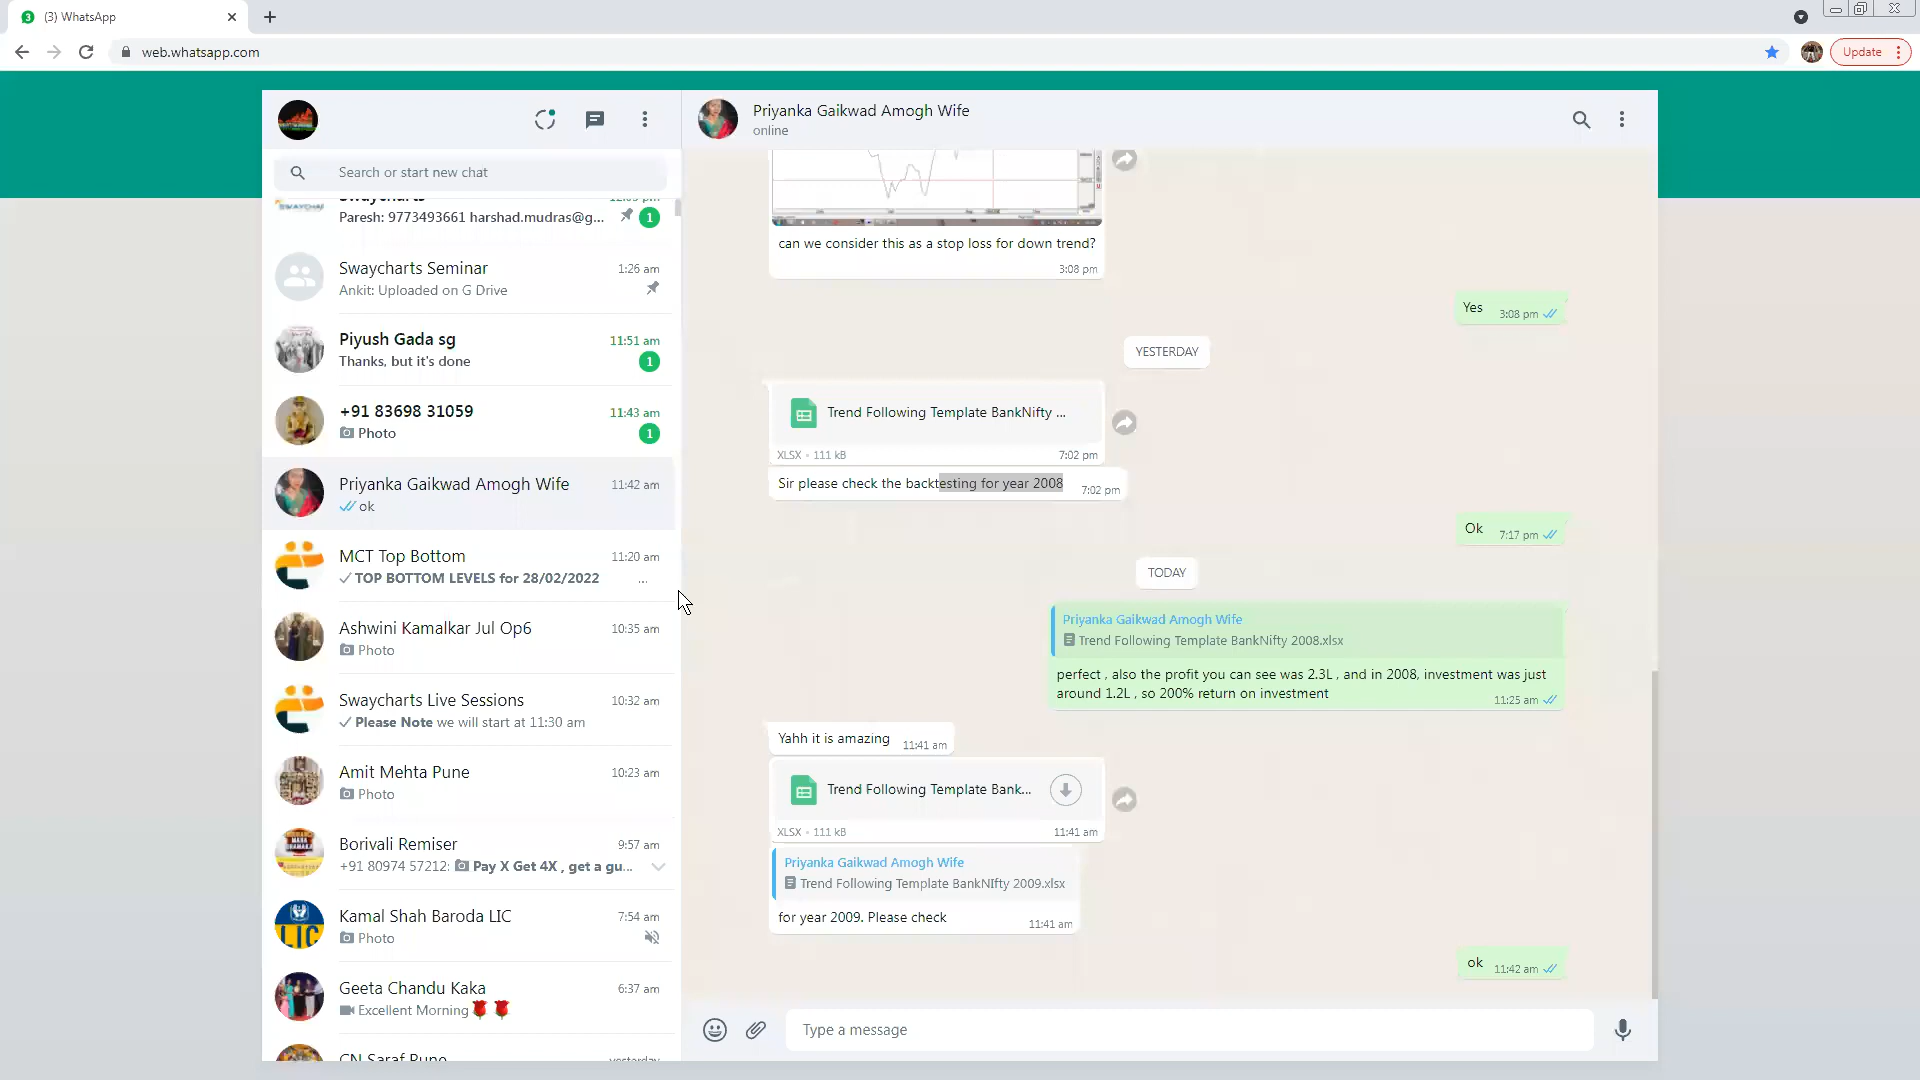 (3) WhatsApp
web.whatsapp.com
Update
Search or start new chat
12:05 pm
Paresh: 9773493661 harshad.mudras@g...
1
Swaycharts Seminar
1:26 am
Ankit: Uploaded on G Drive
Piyush Gada sg
11:51 am
Thanks, but it's done
1
+91 83698 31059
11:43 am
Photo
1
Priyanka Gaikwad Amogh Wife
11:42 am
ok
MCT Top Bottom
11:20 am
TOP BOTTOM LEVELS for 28/02/2022 ...
Ashwini Kamalkar Jul Op6
10:35 am
Photo
Swaycharts Live Sessions
10:32 am
Please Note we will start at 11:30 am
Amit Mehta Pune
10:23 am
Photo
Borivali Remiser
9:57 am
+91 80974 57212: Pay X Get 4X , get a gu...
Kamal Shah Baroda LIC
7:54 am
Photo
LIC
Geeta Chandu Kaka
6:37 am
Excellent Morning
CN Saraf Pune
yesterday
Priyanka Gaikwad Amogh Wife
online
can we consider this as a stop loss for down trend?
3:08 pm
Yes
3:08 pm
YESTERDAY
Trend Following Template BankNifty ...
XLSX • 111 kB
7:02 pm
Sir please check the backtesting for year 2008
7:02 pm
Ok
7:17 pm
TODAY
Priyanka Gaikwad Amogh Wife
Trend Following Template BankNifty 2008.xlsx
perfect , also the profit you can see was 2.3L , and in 2008, investment was just
around 1.2L , so 200% return on investment
11:25 am
Yahh it is amazing
11:41 am
Trend Following Template Bank...
XLSX • 111 kB
11:41 am
Priyanka Gaikwad Amogh Wife
Trend Following Template BankNIfty 2009.xlsx
for year 2009. Please check
11:41 am
ok
11:42 am
Type a message